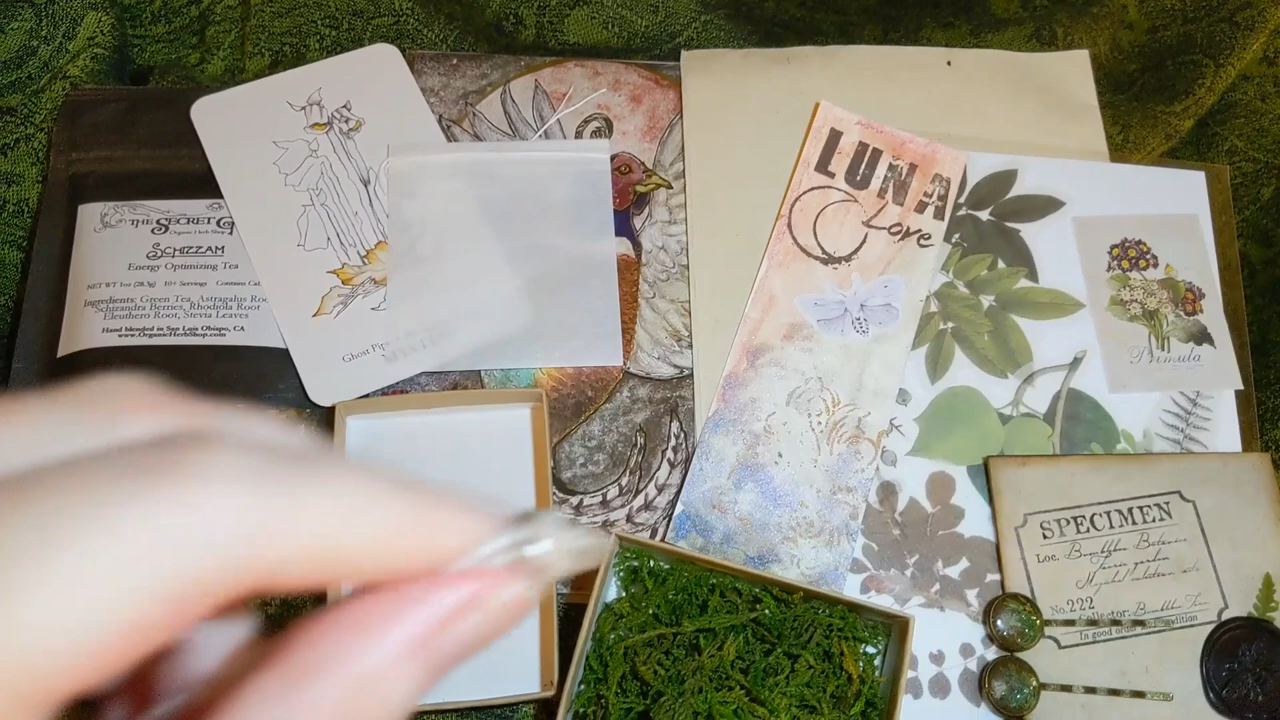 THE SECRET
Organic Herb Shop
SCHIZZAM
Energy Optimizing Tea
NET WT 1oz (28.3g) 10+ Servings Contains
Ingredients: Green Tea, Astragalus
Schizandra Berries, Rhodiola Root
Eleuthero Root, Stevia Leaves
Hand blended in San Luis Obispo, CA
www.OrganicHerbShop.com
Ghost
LUNA
Love
Primula
SPECIMEN
Loc.
No. 222
Collector:
In good order